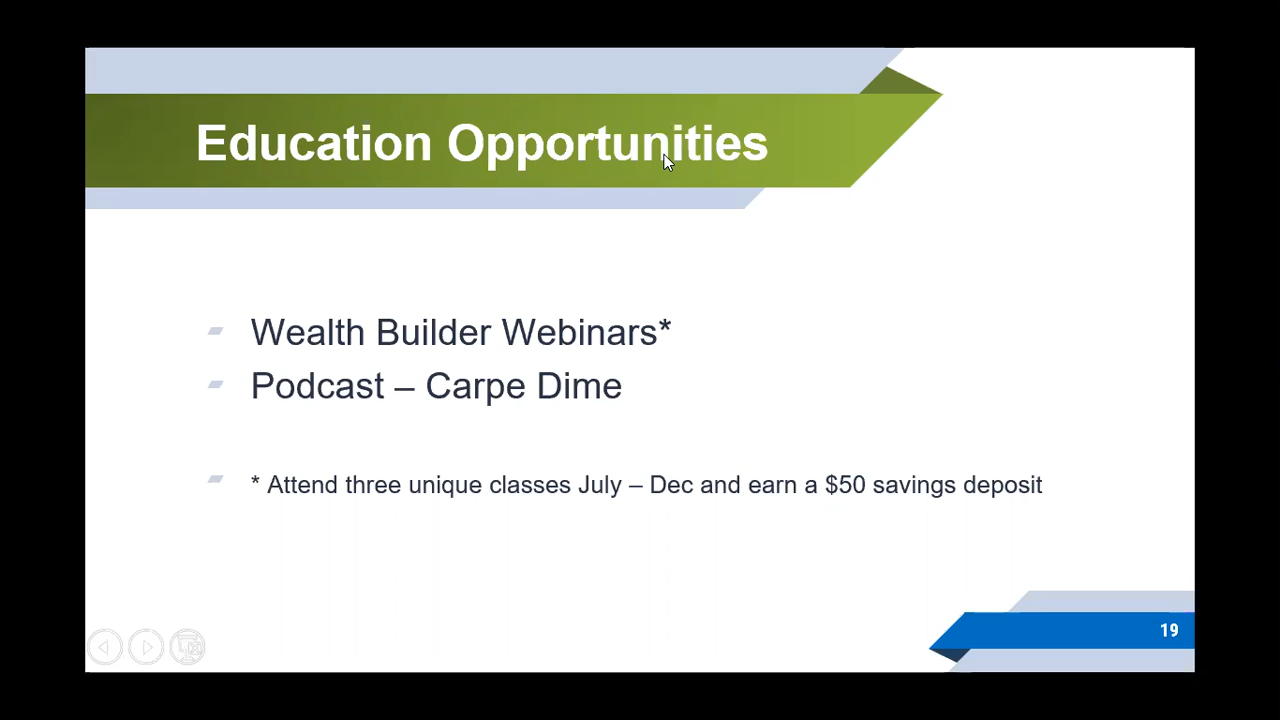 Education Opportunities
Wealth Builder Webinars*
Podcast – Carpe Dime
* Attend three unique classes July – Dec and earn a $50 savings deposit
19